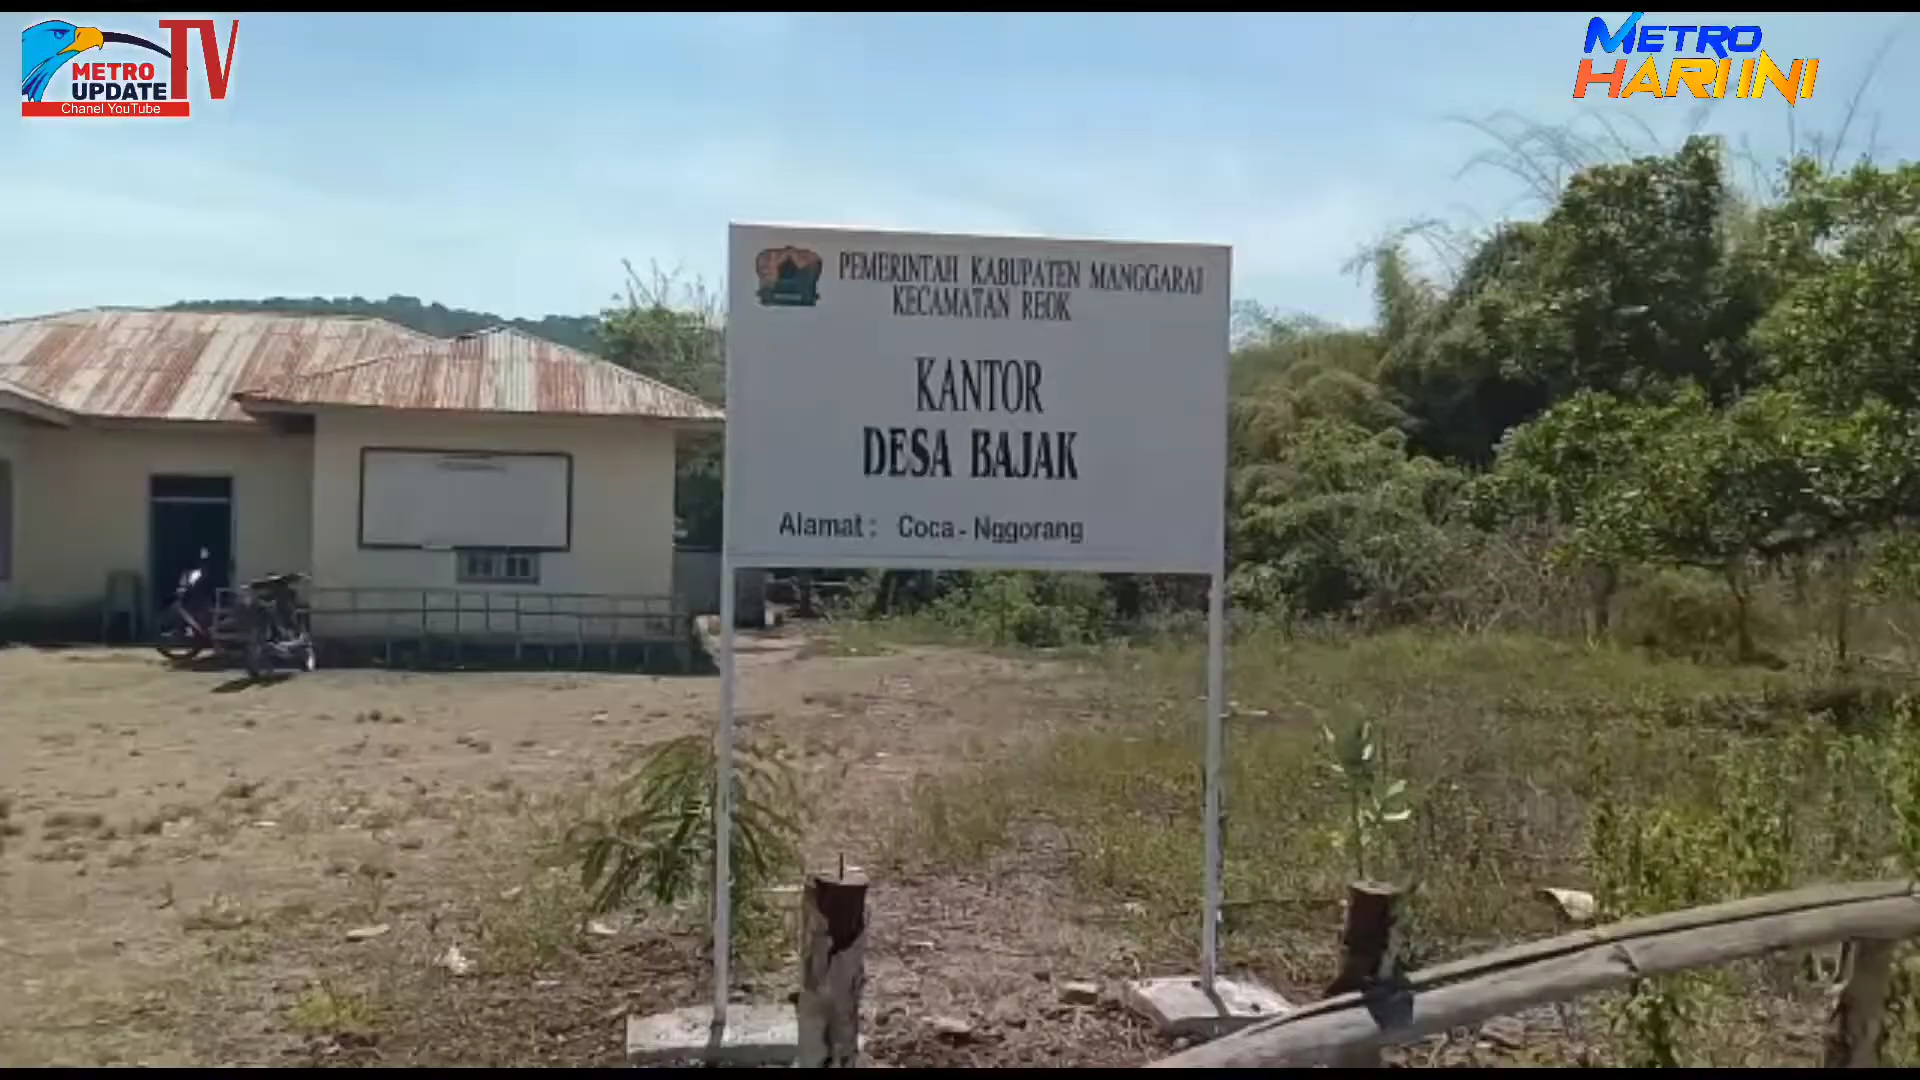 METRO
UPDATE
TV
Chanel YouTube
METRO
HARI INI
PEMERINTAH KABUPATEN MANGGARAI
KECAMATAN REOK
KANTOR
DESA BAJAK
Alamat : Coca - Nggorang